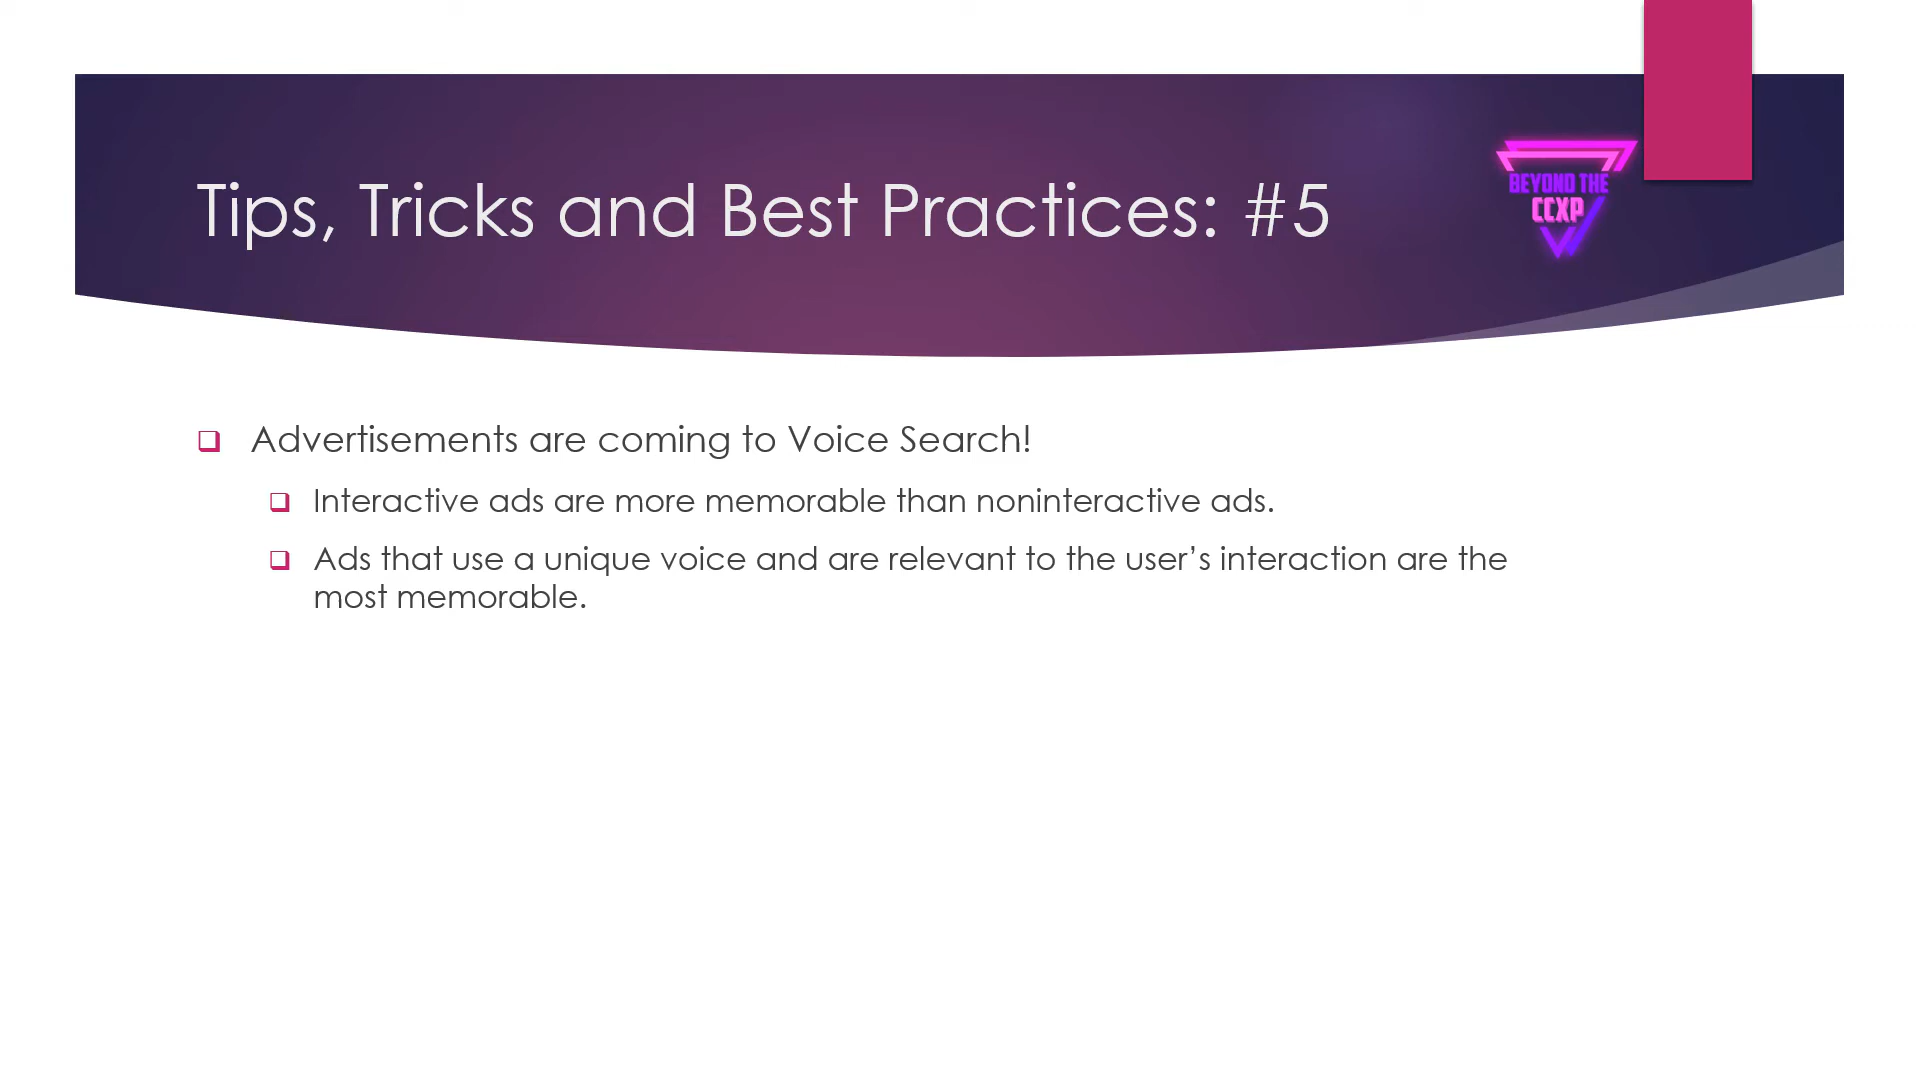 Tips, Tricks and Best Practices: #5
BEYOND THE
CCXP
Advertisements are coming to Voice Search!
Interactive ads are more memorable than noninteractive ads.
Ads that use a unique voice and are relevant to the user’s interaction are the
most memorable.